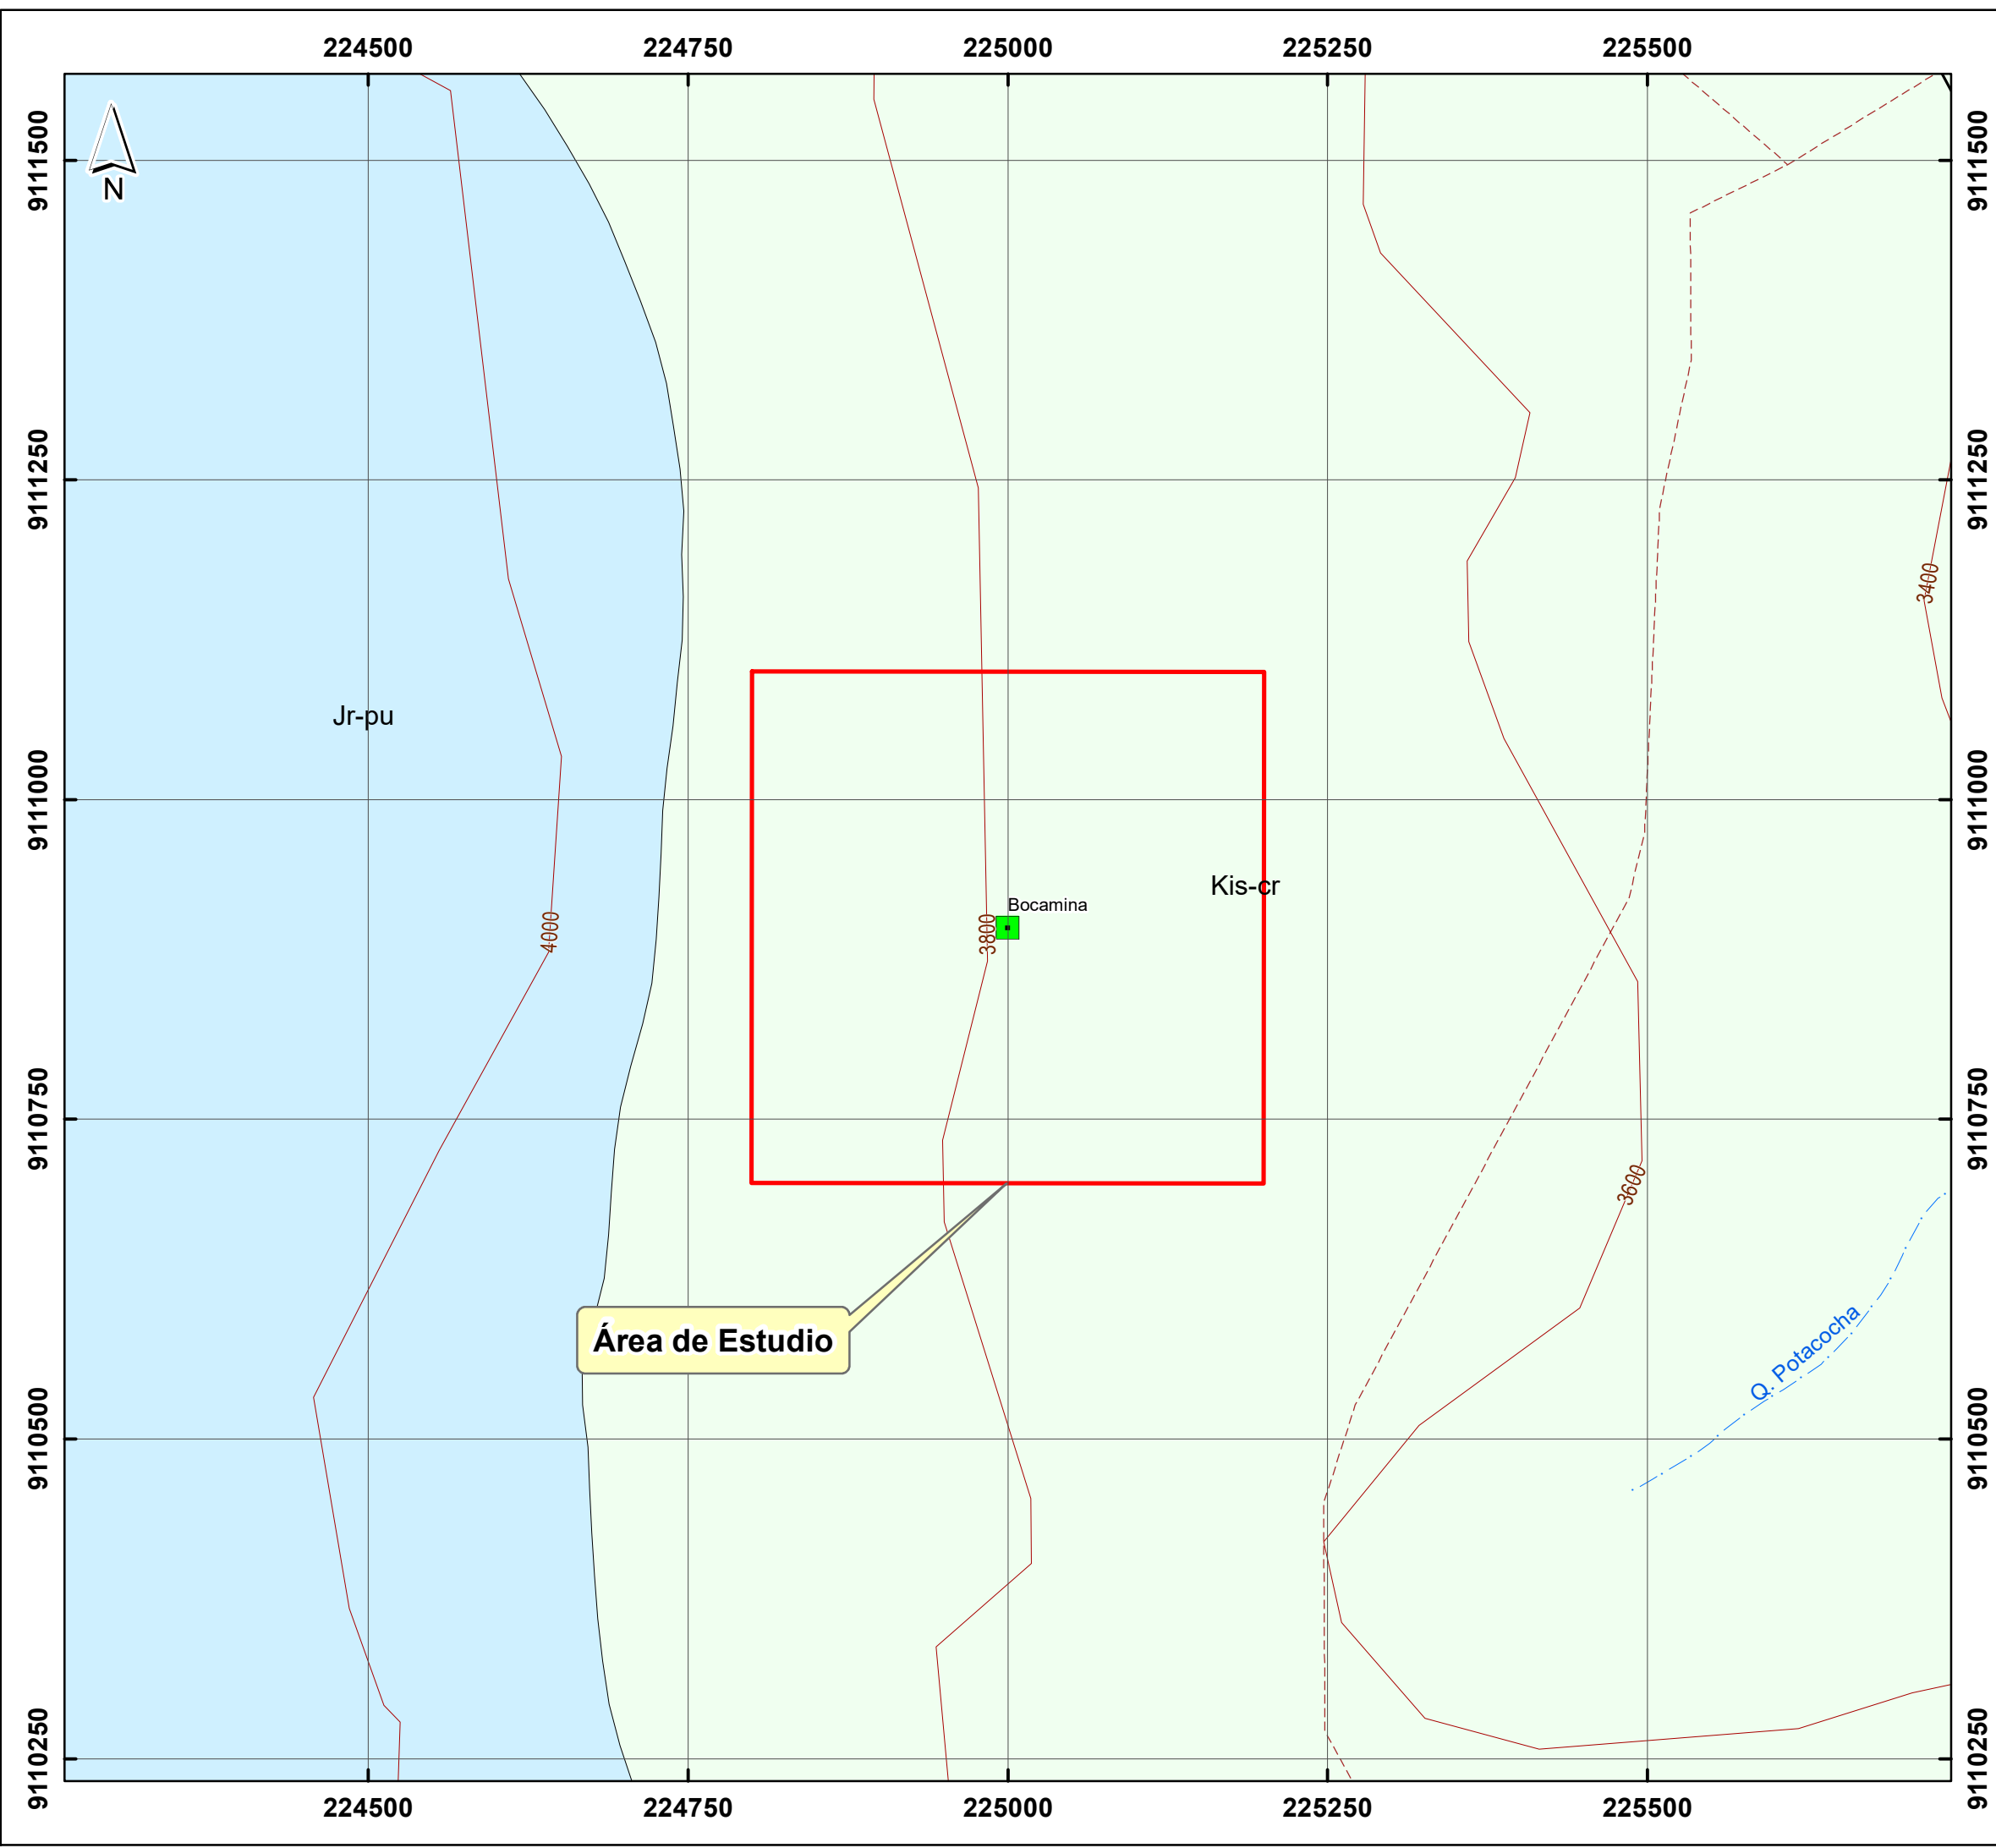 224500 224750 225000 225250 225500
N
9111500 9111500
9111250 9111250
3400
Jr-pu
9111000 9111000
Kis-cr
Bocamina
4000 3800
9110750 9110750
3600
Área de Estudio
Q. Potacocha
9110500 9110500
9110250 9110250
224500 224750 225000 225250 225500